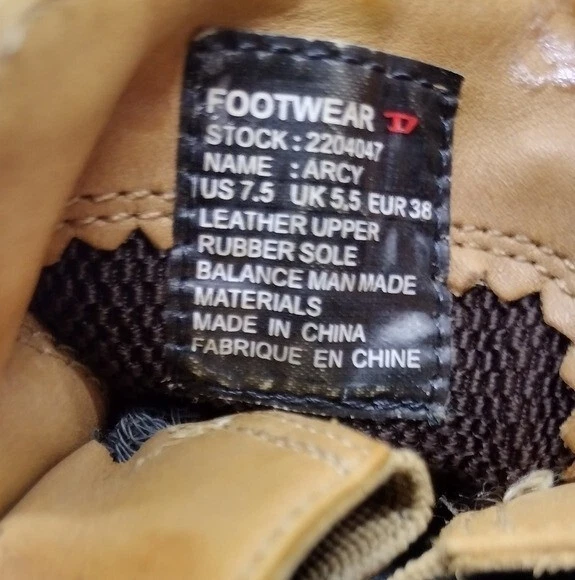 FOOTWEAR D
STOCK : 2204047
NAME : ARCY
US 7.5 UK 5,5 EUR 38
LEATHER UPPER
RUBBER SOLE
BALANCE MAN MADE
MATERIALS
MADE IN CHINA
FABRIQUE EN CHINE